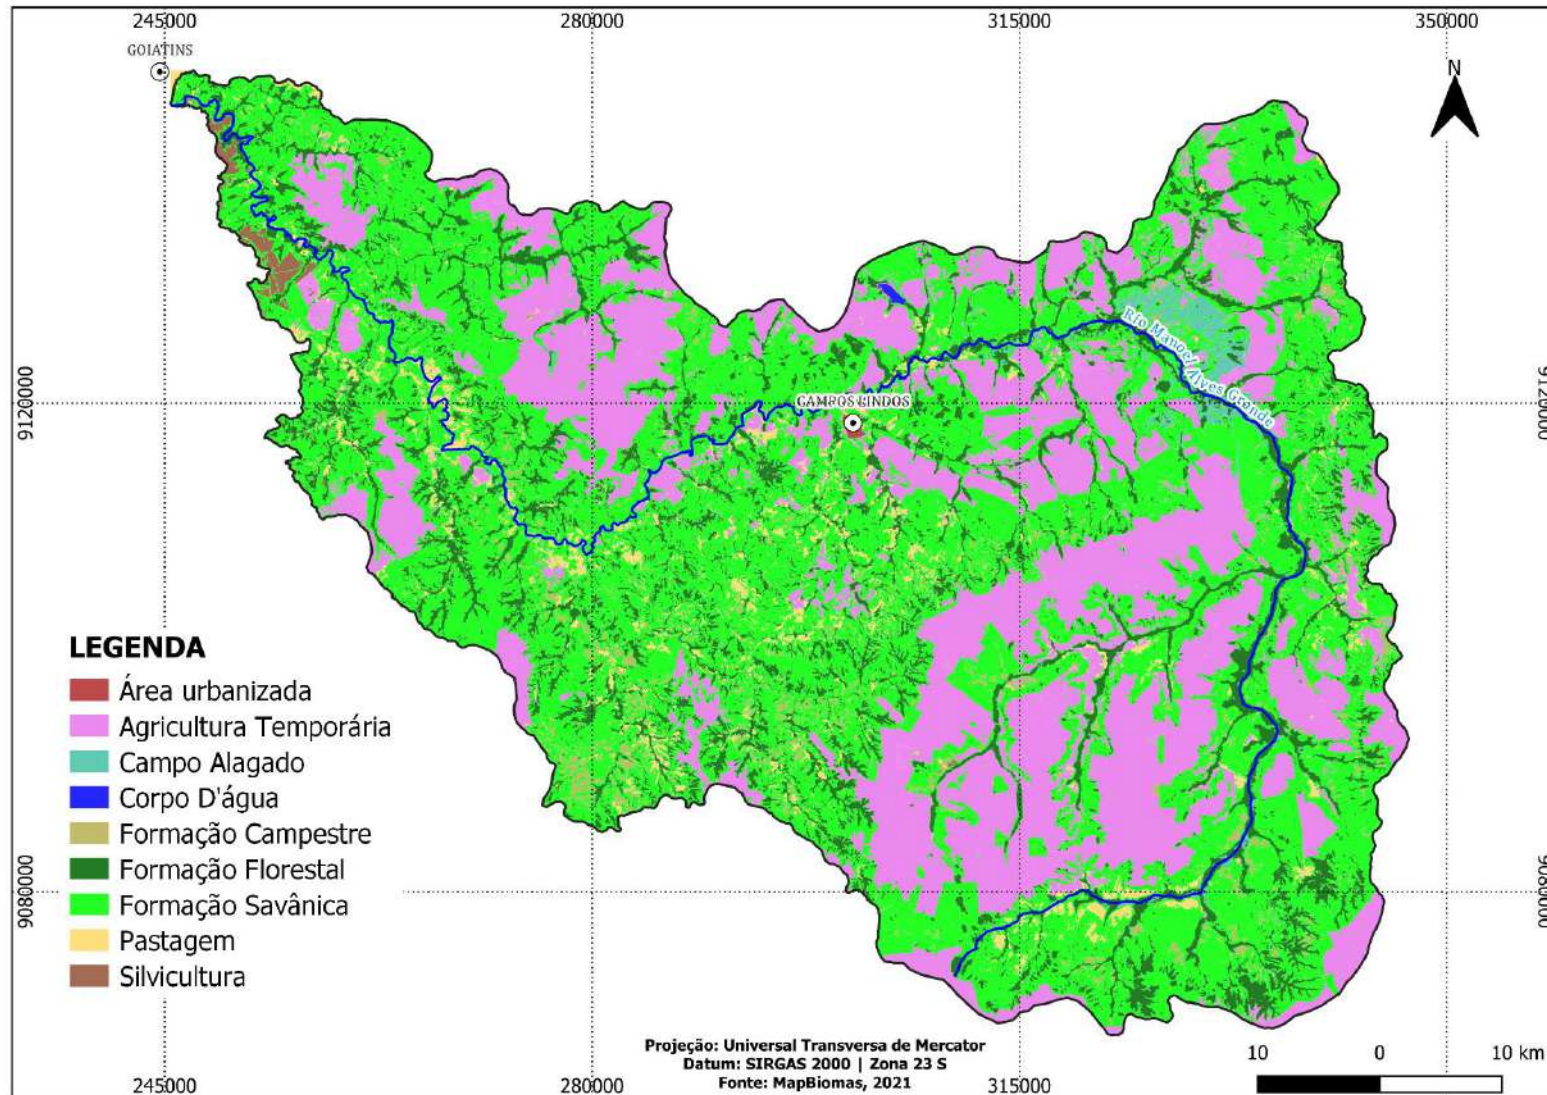 245000 280000 315000 350000
GOIATINS
N
Rio Manoel Alves Grande
9120000 CAMPOS LINDOS 9120000
LEGENDA
Área urbanizada
Agricultura Temporária
Campo Alagado
Corpo D'água
Formação Campestre
Formação Florestal
Formação Savânica
Pastagem
Silvicultura
9080000 9080000
Projeção: Universal Transversa de Mercator
Datum: SIRGAS 2000 | Zona 23 S
Fonte: MapBiomas, 2021
10 0 10 km
245000 280000 315000